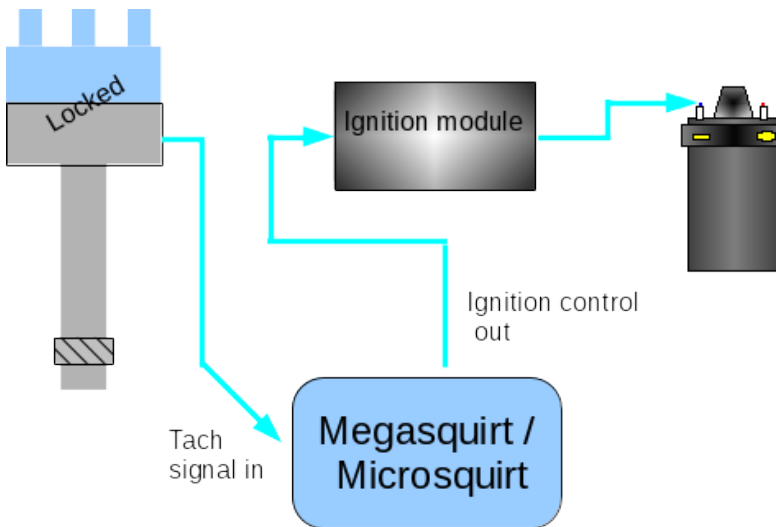 Locked
Ignition module
Ignition control
out
Tach
signal in
Megasquirt /
Microsquirt